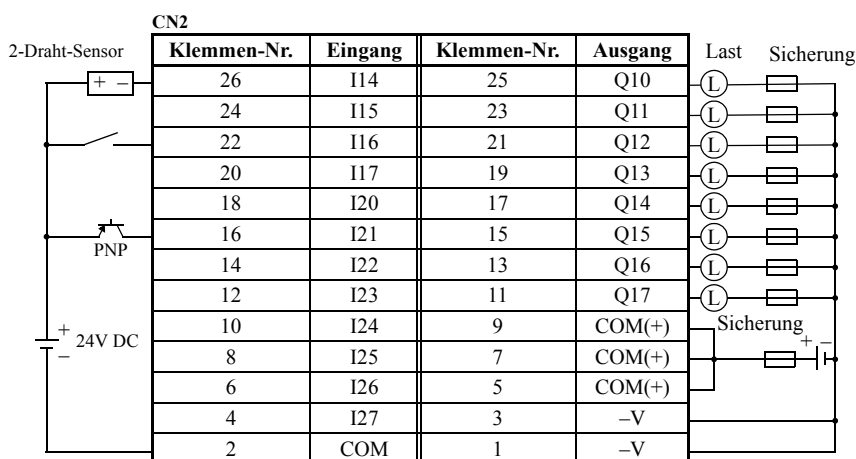 CN2
2-Draht-Sensor
Klemmen-Nr. Eingang Klemmen-Nr. Ausgang Last Sicherung
+ – 26 I14 25 Q10 L
24 I15 23 Q11 L
22 I16 21 Q12 L
20 I17 19 Q13 L
18 I20 17 Q14 L
16 I21 15 Q15 L
PNP
14 I22 13 Q16 L
12 I23 11 Q17 L
10 I24 9 COM(+) Sicherung
+ – 24V DC
8 I25 7 COM(+) + –
6 I26 5 COM(+)
4 I27 3 –V
2 COM 1 –V